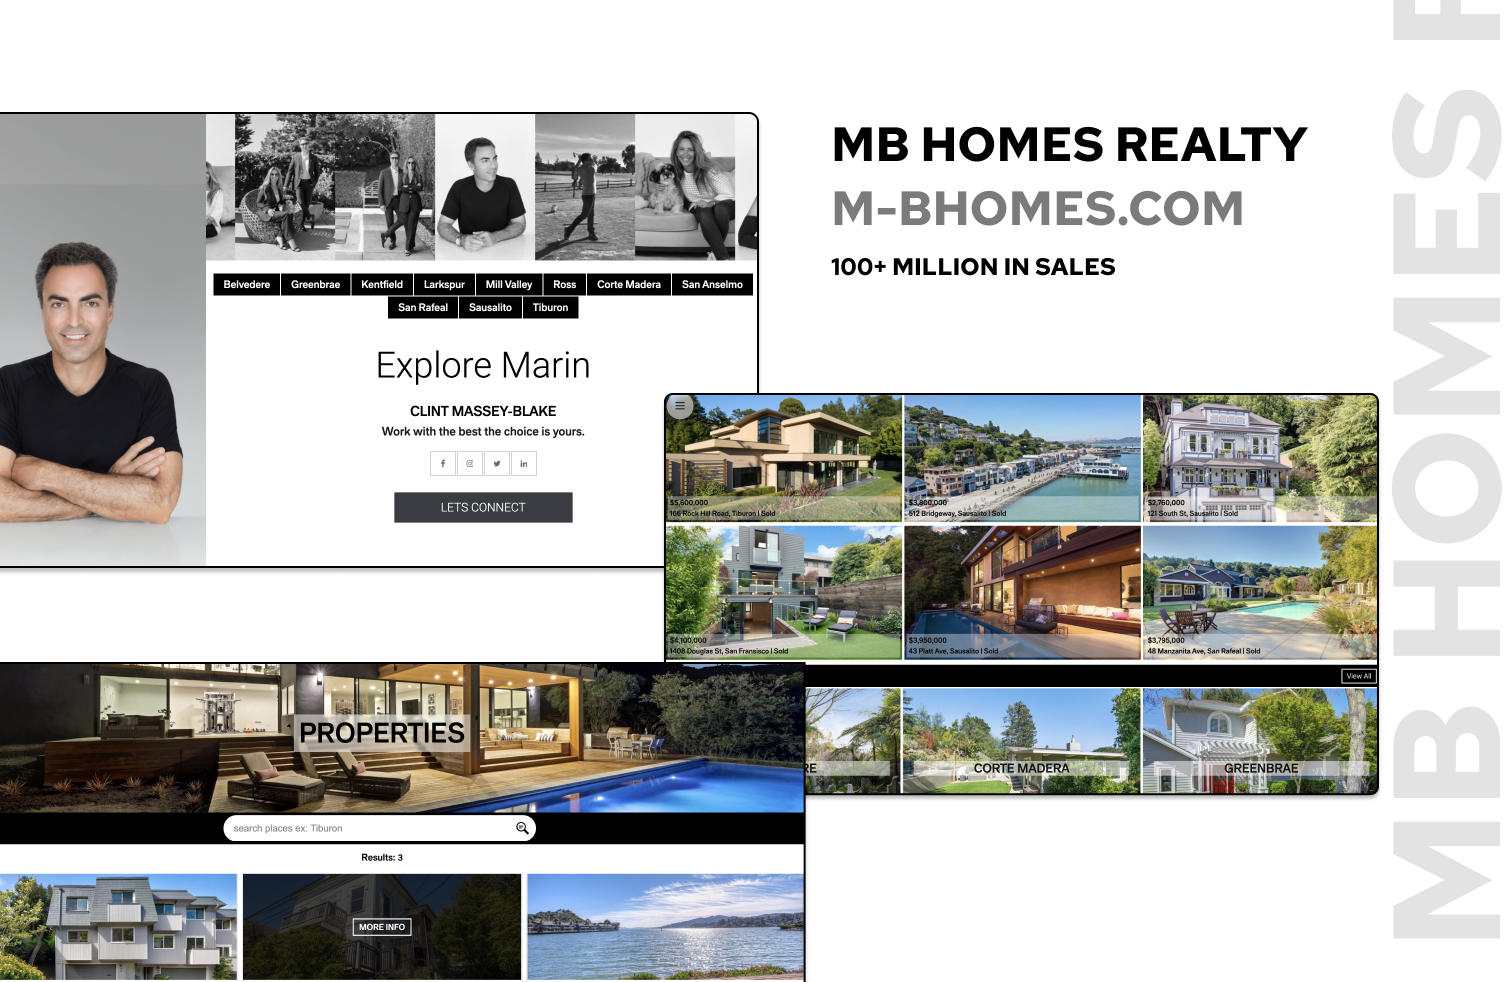 MB HOMES REALTY
M-BHOMES.COM
100+ MILLION IN SALES
Belvedere Greenbrae Kentfield Larkspur Mill Valley Ross Corte Madera San Anselmo
San Rafeal Sausalito Tiburon
Explore Marin
CLINT MASSEY-BLAKE
Work with the best the choice is yours.
LETS CONNECT
$5,600,000
166 Rock Hill Road, Tiburon | Sold
$3,800,000
512 Bridgeway, Sausalito | Sold
$2,760,000
121 South St, Sausalito | Sold
$4,100,000
1408 Douglas St, San Fransisco | Sold
$3,950,000
43 Platt Ave, Sausalito | Sold
$3,795,000
48 Manzanita Ave, San Rafeal | Sold
View All
RE
CORTE MADERA
GREENBRAE
PROPERTIES
search places ex: Tiburon
Results: 3
MORE INFO
MB HOMES